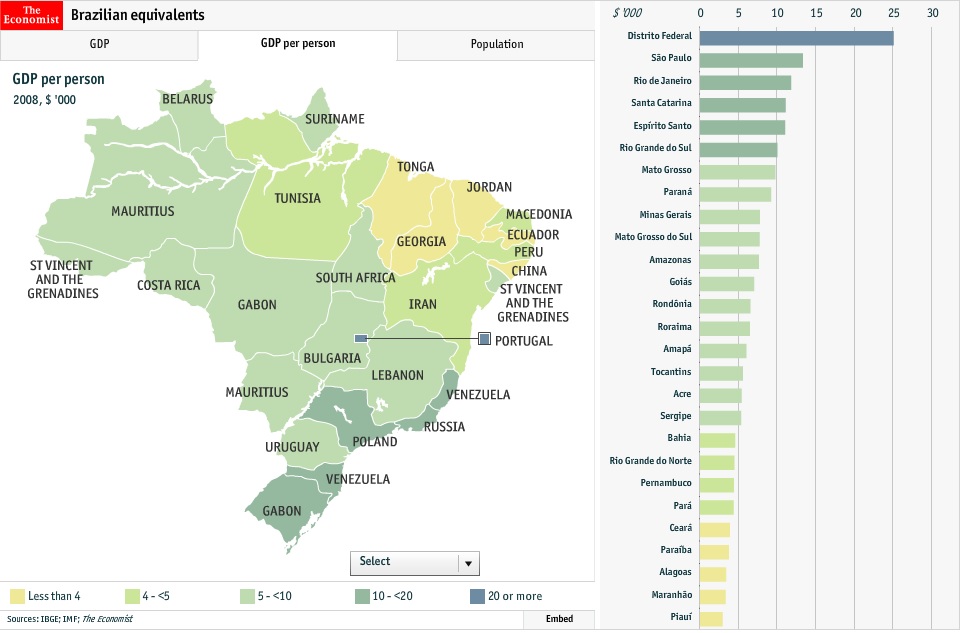 The
Economist
Brazilian equivalents
GDP
GDP per person
Population
GDP per person
2008, $ '000
BELARUS
SURINAME
TONGA
JORDAN
TUNISIA
MAURITIUS
MACEDONIA
ECUADOR
GEORGIA
PERU
ST VINCENT
AND THE
GRENADINES
COSTA RICA
SOUTH AFRICA
CHINA
ST VINCENT
AND THE
GRENADINES
GABON
IRAN
PORTUGAL
BULGARIA
LEBANON
MAURITIUS
VENEZUELA
RUSSIA
POLAND
URUGUAY
VENEZUELA
GABON
Select
Less than 4
4 - <5
5 - <10
10 - <20
20 or more
Sources: IBGE; IMF; The Economist
Embed
$ '000
0 5 10 15 20 25 30
Distrito Federal
São Paulo
Rio de Janeiro
Santa Catarina
Espírito Santo
Rio Grande do Sul
Mato Grosso
Paraná
Minas Gerais
Mato Grosso do Sul
Amazonas
Goiás
Rondônia
Roraima
Amapá
Tocantins
Acre
Sergipe
Bahia
Rio Grande do Norte
Pernambuco
Pará
Ceará
Paraíba
Alagoas
Maranhão
Piauí